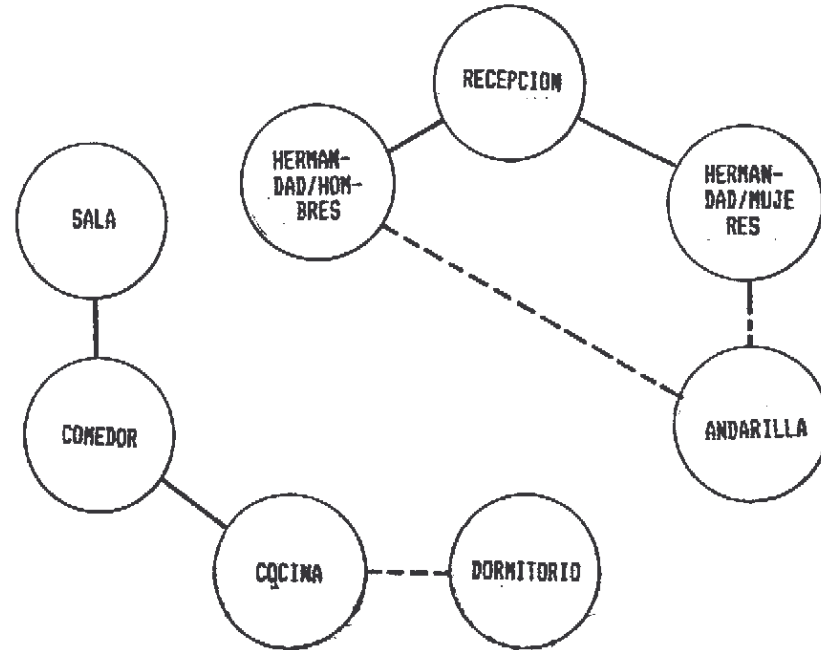 RECEPCION
HERMAN-
DAD/HOM-
BRES
HERMAN-
DAD/MUJE
RES
SALA
COMEDOR
ANDARILLA
COCINA
DORMITORIO